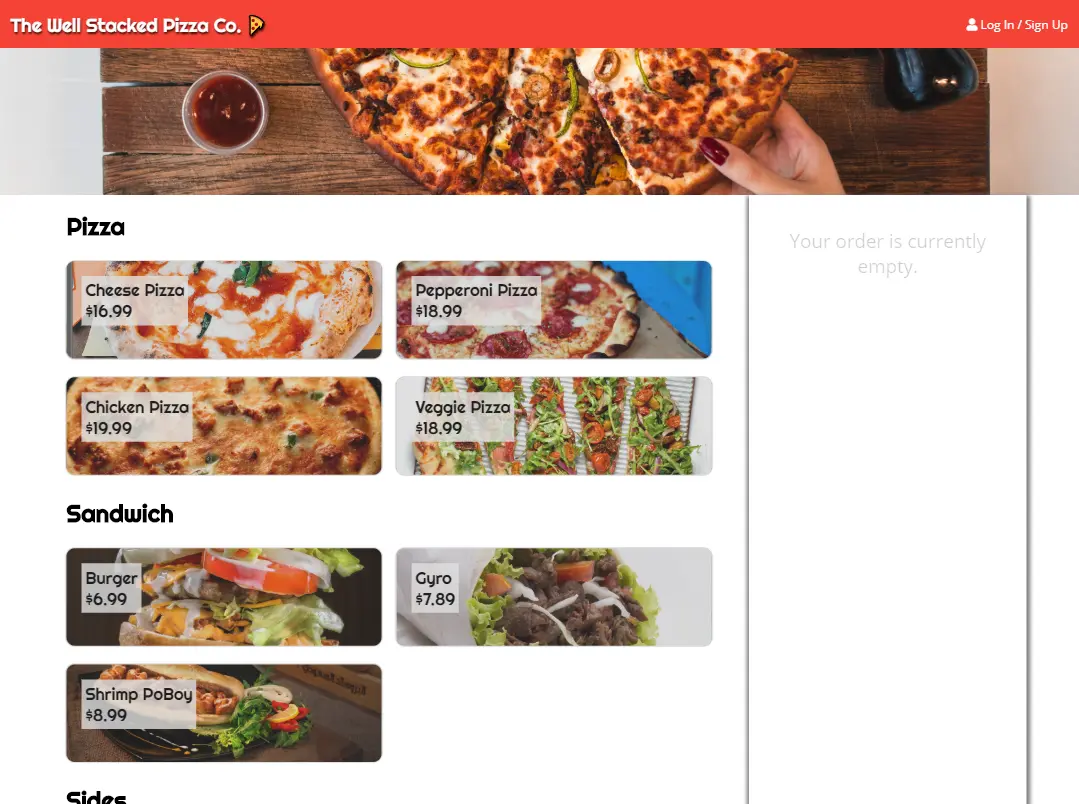 The Well Stacked Pizza Co.
Log In / Sign Up
Pizza
Cheese Pizza
$16.99
Pepperoni Pizza
$18.99
Chicken Pizza
$19.99
Veggie Pizza
$18.99
Sandwich
Burger
$6.99
Gyro
$7.89
Shrimp PoBoy
$8.99
Sides
Your order is currently
empty.